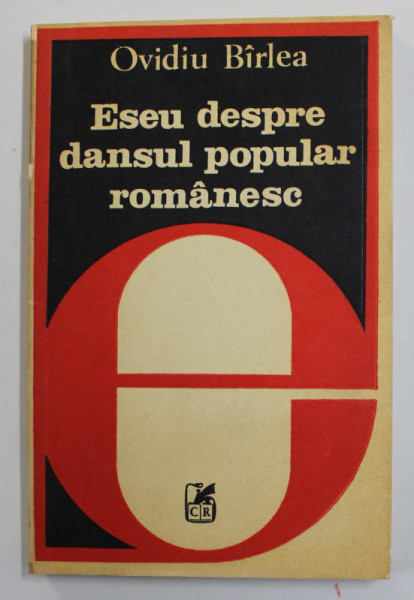 Ovidiu Bîrlea
Eseu despre
dansul popular
românesc
CR